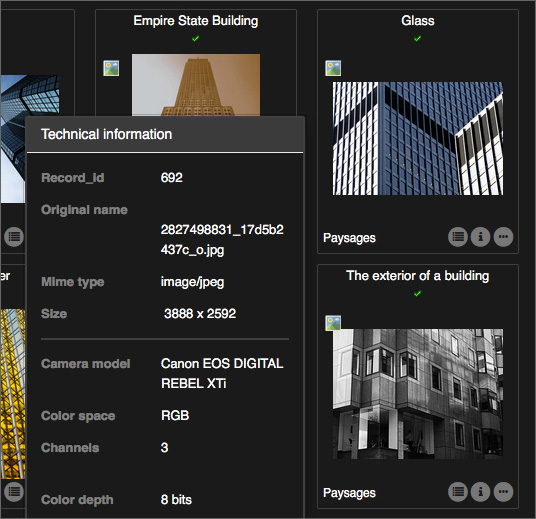 Empire State Building
Glass
Technical information
Record_id 692
Original name
2827498831_17d5b2
437c_o.jpg
Mime type image/jpeg
Size 3888 x 2592
Camera model Canon EOS DIGITAL
REBEL XTi
Color space RGB
Channels 3
Color depth 8 bits
Paysages
The exterior of a building
Paysages